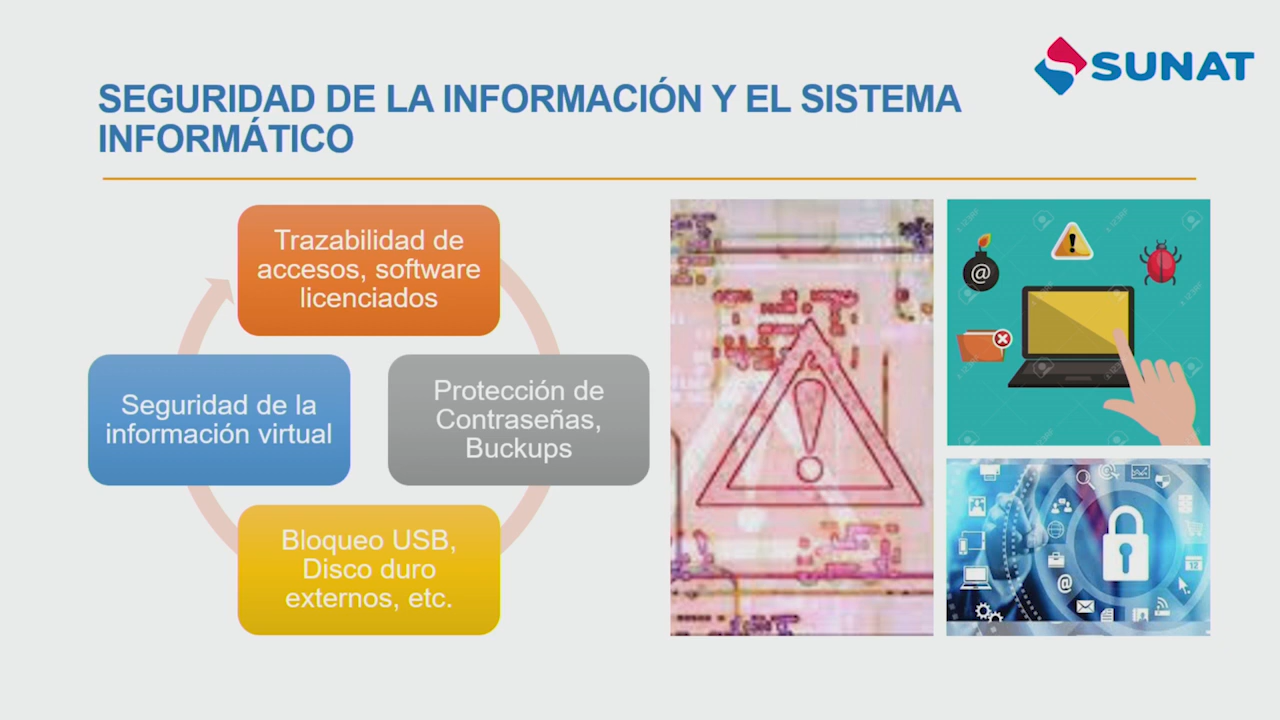 SUNAT
SEGURIDAD DE LA INFORMACIÓN Y EL SISTEMA
INFORMÁTICO
Trazabilidad de
accesos, software
licenciados
Protección de
Contraseñas,
Buckups
Bloqueo USB,
Disco duro
externos, etc.
Seguridad de la
información virtual
@
@
12